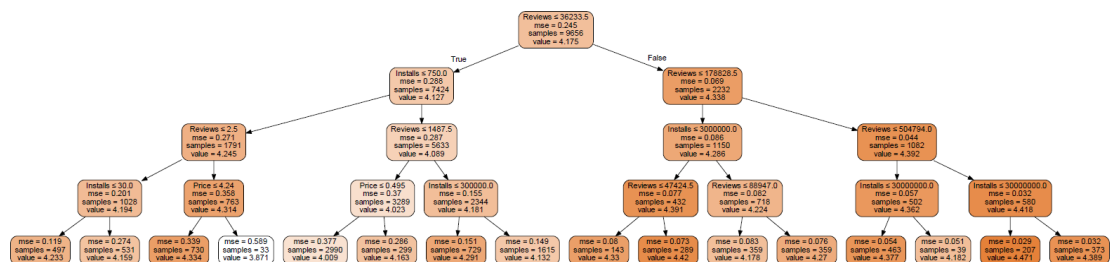 Reviews ≤ 36233.5
mse = 0.245
samples = 9656
value = 4.175
True
False
Installs ≤ 750.0
mse = 0.288
samples = 7424
value = 4.127
Reviews ≤ 178828.5
mse = 0.069
samples = 2232
value = 4.338
Reviews ≤ 2.5
mse = 0.271
samples = 1791
value = 4.245
Reviews ≤ 1487.5
mse = 0.287
samples = 5633
value = 4.089
Installs ≤ 3000000.0
mse = 0.086
samples = 1150
value = 4.286
Reviews ≤ 504794.0
mse = 0.044
samples = 1082
value = 4.392
Installs ≤ 30.0
mse = 0.201
samples = 1028
value = 4.194
Price ≤ 4.24
mse = 0.358
samples = 763
value = 4.314
Price ≤ 0.495
mse = 0.37
samples = 3289
value = 4.023
Installs ≤ 300000.0
mse = 0.155
samples = 2344
value = 4.181
Reviews ≤ 47424.5
mse = 0.077
samples = 432
value = 4.391
Reviews ≤ 88947.0
mse = 0.082
samples = 718
value = 4.224
Installs ≤ 30000000.0
mse = 0.057
samples = 502
value = 4.362
Installs ≤ 30000000.0
mse = 0.032
samples = 580
value = 4.418
mse = 0.119
samples = 497
value = 4.233
mse = 0.274
samples = 531
value = 4.159
mse = 0.339
samples = 730
value = 4.334
mse = 0.589
samples = 33
value = 3.871
mse = 0.377
samples = 2990
value = 4.009
mse = 0.286
samples = 299
value = 4.163
mse = 0.151
samples = 729
value = 4.291
mse = 0.149
samples = 1615
value = 4.132
mse = 0.08
samples = 143
value = 4.33
mse = 0.073
samples = 289
value = 4.42
mse = 0.083
samples = 359
value = 4.178
mse = 0.076
samples = 359
value = 4.27
mse = 0.054
samples = 463
value = 4.377
mse = 0.051
samples = 39
value = 4.182
mse = 0.029
samples = 207
value = 4.471
mse = 0.032
samples = 373
value = 4.389